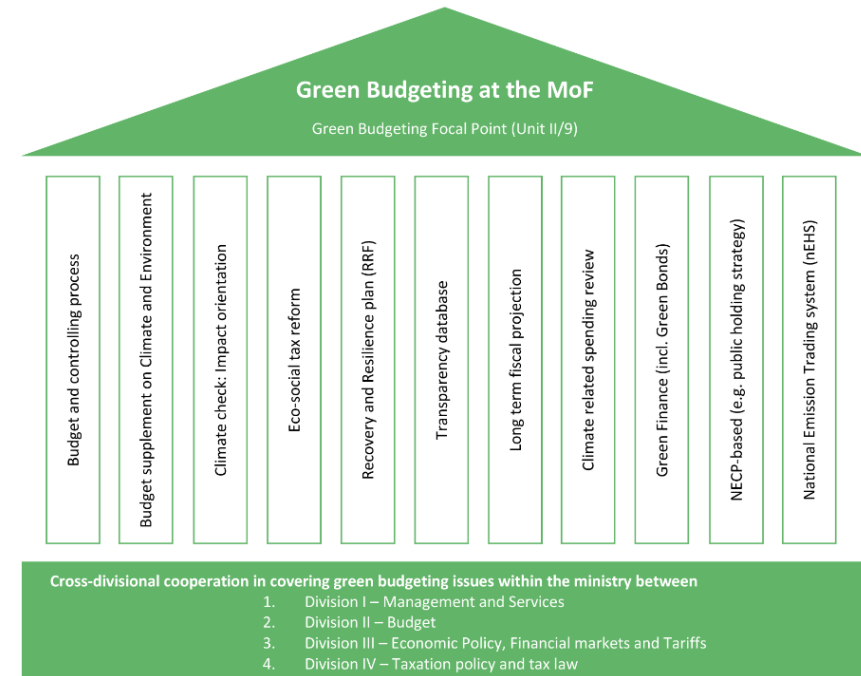 Green Budgeting at the MoF
Green Budgeting Focal Point (Unit II/9)
Budget and controlling process
Budget supplement on Climate and Environment
Climate check: Impact orientation
Eco-social tax reform
Recovery and Resilience plan (RRF)
Transparency database
Long term fiscal projection
Climate related spending review
Green Finance (incl. Green Bonds)
NECP-based (e.g. public holding strategy)
National Emission Trading system (nEHS)
Cross-divisional cooperation in covering green budgeting issues within the ministry between
1. Division I – Management and Services
2. Division II – Budget
3. Division III – Economic Policy, Financial markets and Tariffs
4. Division IV – Taxation policy and tax law